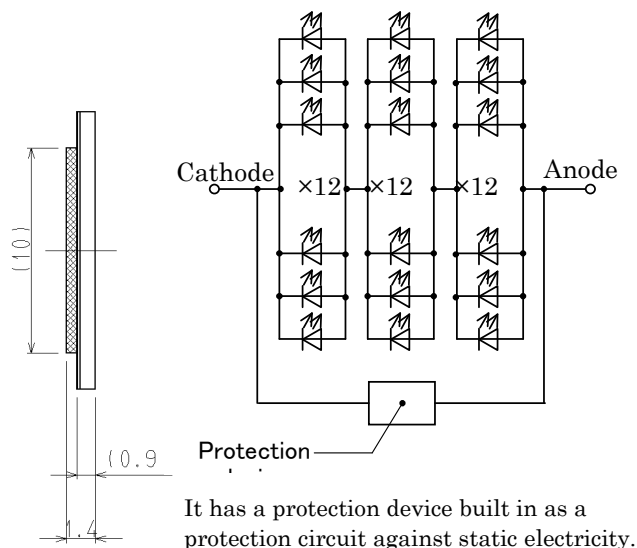 Cathode
×12
×12
×12
Anode
(10)
(0.9
1.4
Protection
It has a protection device built in as a
protection circuit against static electricity.